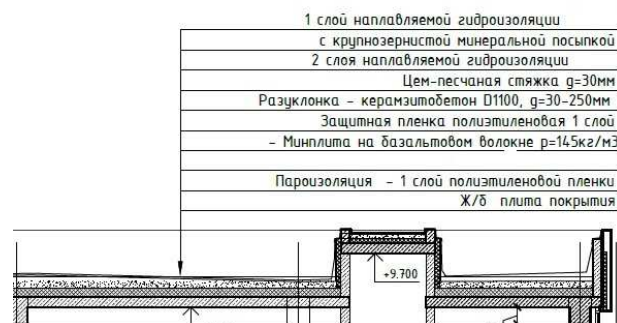 1 слой наплавляемой гидроизоляции
с крупнозернистой минеральной посыпкой
2 слоя наплавляемой гидроизоляции
Цем-песчаная стяжка g=30мм
Разуклонка - керамзитобетон D1100, g=30-250мм
Защитная пленка полиэтиленовая 1 слой
- Минплита на базальтовом волокне р=145кг/м3
Пароизоляция - 1 слой полиэтиленовой пленки
Ж/б плита покрытия
+9.700